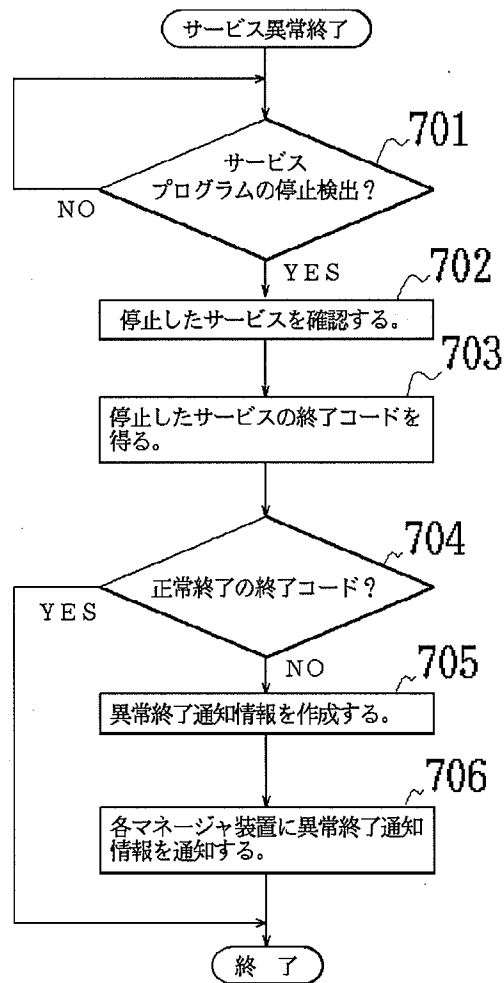 サービス異常終了
701
サービス
プログラムの停止検出?
NO
YES
702
停止したサービスを確認する。
703
停止したサービスの終了コードを
得る。
704
正常終了の終了コード?
YES
NO
705
異常終了通知情報を作成する。
706
各マネージャ装置に異常終了通知
情報を通知する。
終 了